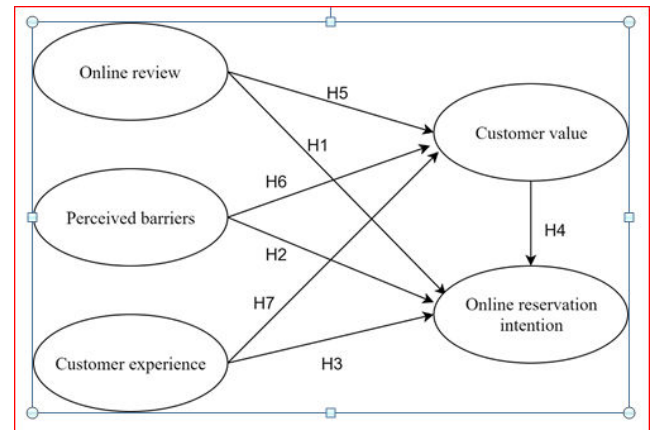 Online review
H5
Customer value
H1
H6
Perceived barriers
H2
H4
H7
Online reservation
intention
Customer experience
H3